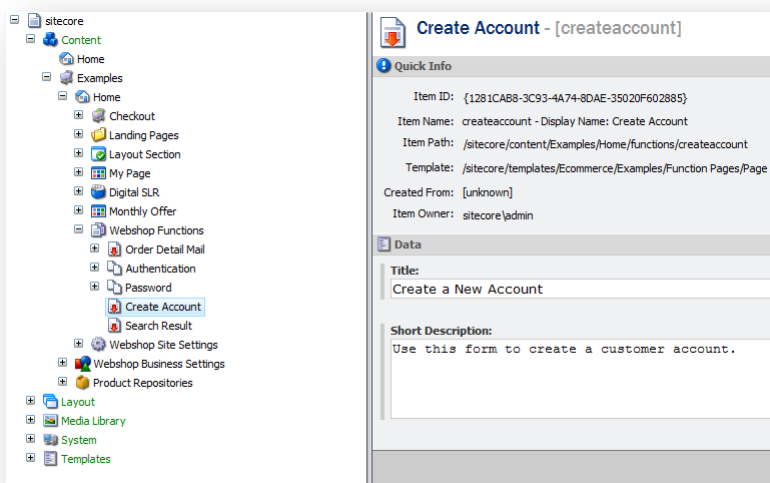 sitecore
Content
Home
Examples
Home
Checkout
Landing Pages
Layout Section
My Page
Digital SLR
Monthly Offer
Webshop Functions
Order Detail Mail
Authentication
Password
Create Account
Search Result
Webshop Site Settings
Webshop Business Settings
Product Repositories
Layout
Media Library
System
Templates
Create Account - [createaccount]
Quick Info
Item ID: {1281CAB8-3C93-4A74-8DAE-35020F602885}
Item Name: createaccount - Display Name: Create Account
Item Path: /sitecore/content/Examples/Home/functions/createaccount
Template: /sitecore/templates/Ecommerce/Examples/Function Pages/Page
Created From: [unknown]
Item Owner: sitecore\admin
Data
Title:
Create a New Account
Short Description:
Use this form to create a customer account.